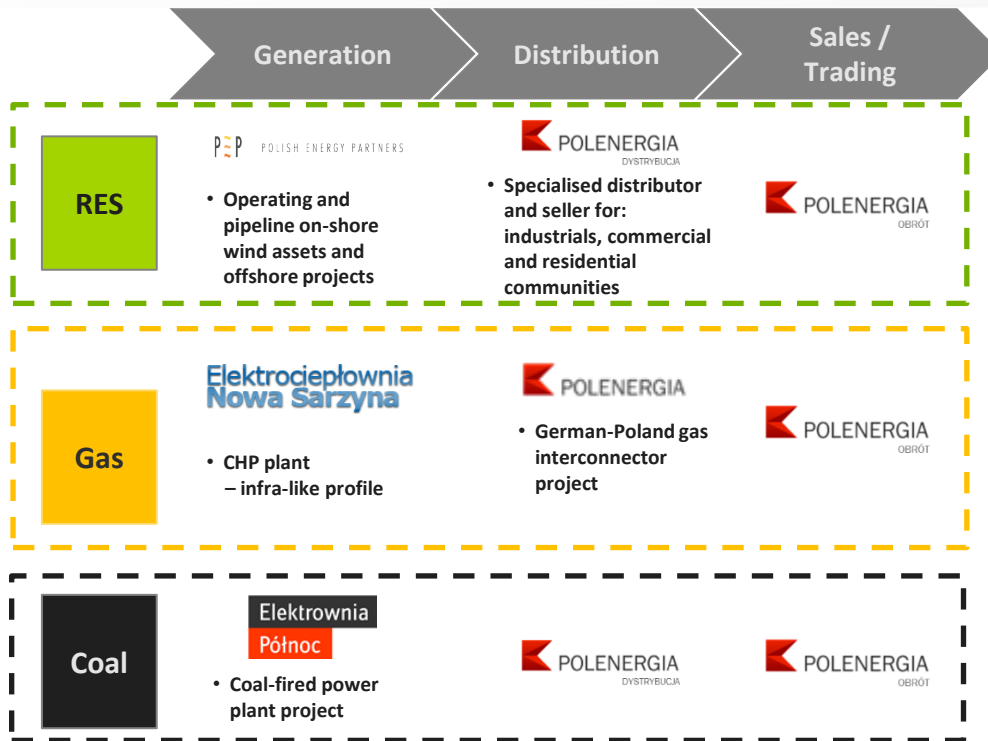 Generation
Distribution
Sales /
Trading
RES
PEP POLISH ENERGY PARTNERS
• Operating and
pipeline on-shore
wind assets and
offshore projects
POLENERGIA
DYSTRYBUCJA
• Specialised distributor
and seller for:
industrials, commercial
and residential
communities
POLENERGIA
OBRÓT
Gas
Elektrociepłownia
Nowa Sarzyna
• CHP plant
– infra-like profile
POLENERGIA
• German-Poland gas
interconnector
project
POLENERGIA
OBRÓT
Coal
Elektrownia
Północ
• Coal-fired power
plant project
POLENERGIA
DYSTRYBUCJA
POLENERGIA
OBRÓT